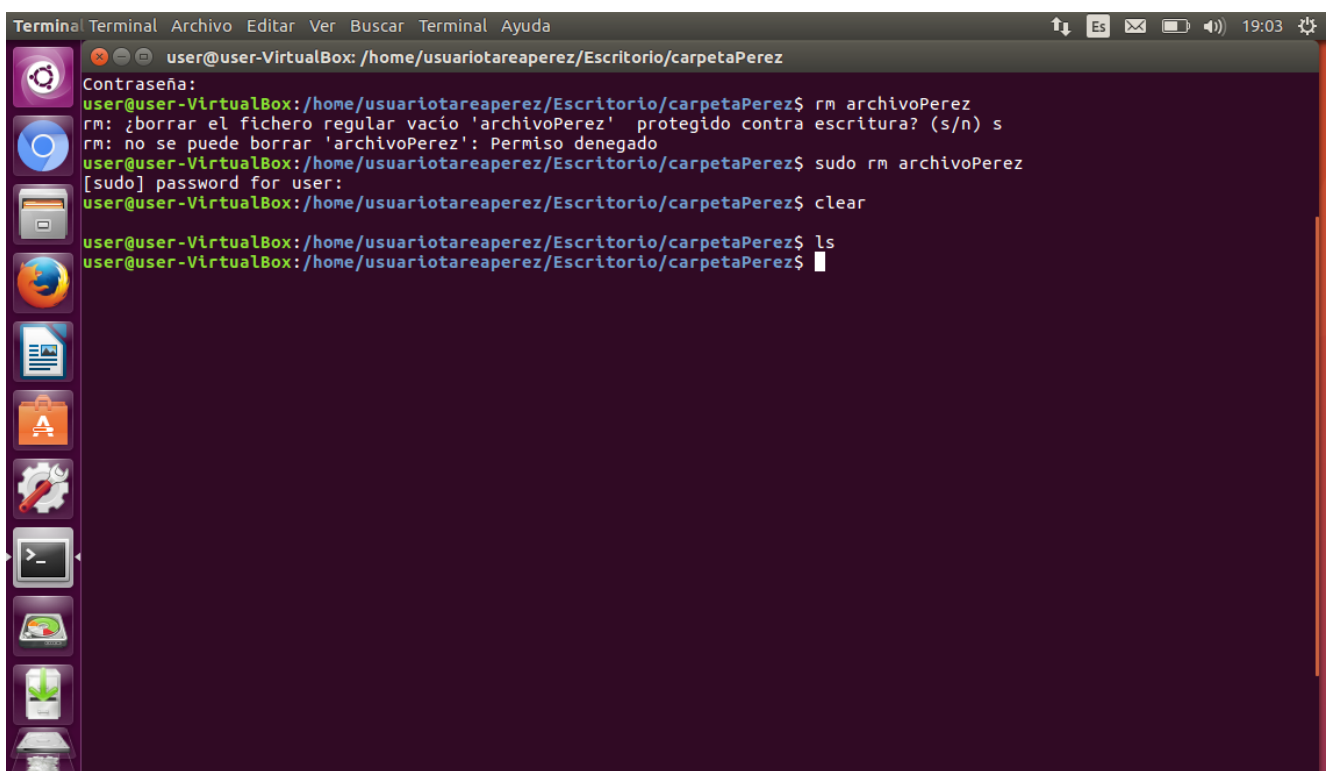 Terminal Terminal Archivo Editar Ver Buscar Terminal Ayuda Es 19:03
user@user-VirtualBox: /home/usuariotareaperez/Escritorio/carpetaPerez
Contraseña:
user@user-VirtualBox:/home/usuariotareaperez/Escritorio/carpetaPerez$ rm archivoPerez
rm: ¿borrar el fichero regular vacío 'archivoPerez'  protegido contra escritura? (s/n) s
rm: no se puede borrar 'archivoPerez': Permiso denegado
user@user-VirtualBox:/home/usuariotareaperez/Escritorio/carpetaPerez$ sudo rm archivoPerez
[sudo] password for user:
user@user-VirtualBox:/home/usuariotareaperez/Escritorio/carpetaPerez$ clear
user@user-VirtualBox:/home/usuariotareaperez/Escritorio/carpetaPerez$ ls
user@user-VirtualBox:/home/usuariotareaperez/Escritorio/carpetaPerez$